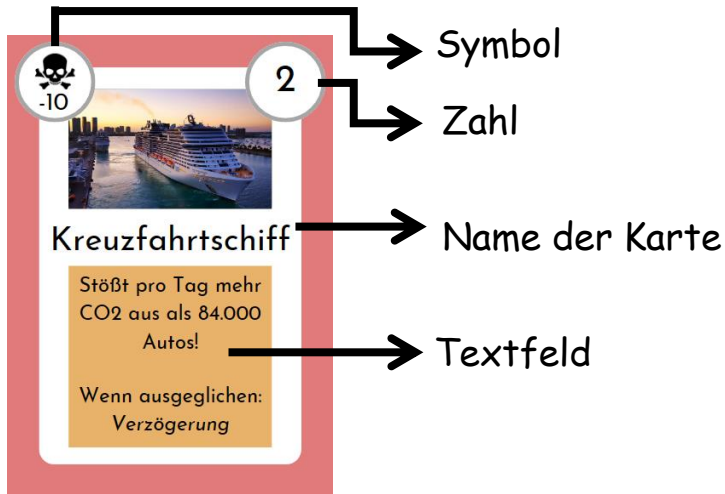 Symbol
-10
2
Zahl
Kreuzfahrtschiff
Name der Karte
Stößt pro Tag mehr
CO2 aus als 84.000
Autos!
Textfeld
Wenn ausgeglichen:
Verzögerung